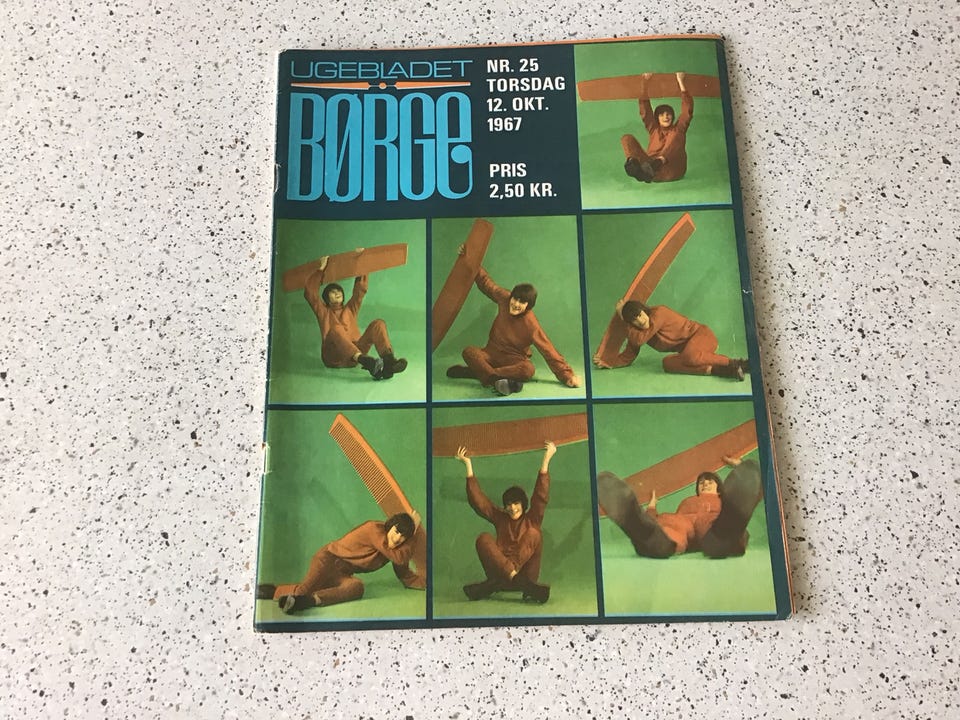 UGEBLADET
BØRGE
NR. 25
TORSDAG
12. OKT.
1967
PRIS
2,50 KR.